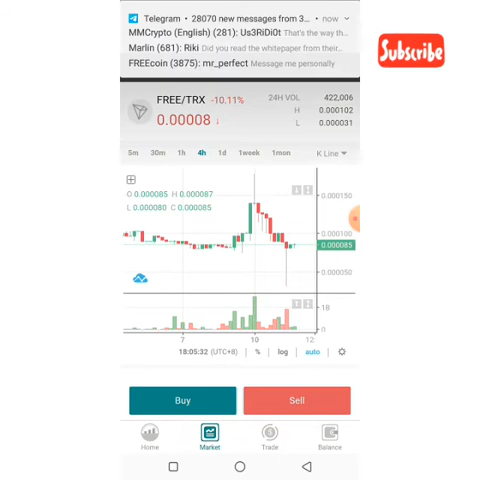 Telegram • 28070 new messages from 3... • now
MMCrypto (English) (281): Us3RiDi0t That's the way th...
Marlin (681): Riki Did you read the whitepaper from their...
FREEcoin (3875): mr_perfect Message me personally
Subscribe
FREE/TRX -10.11%
0.00008 ↓
24H VOL 422,006
H 0.000102
L 0.000031
5m 30m 1h 4h 1d 1week 1mon K Line
O 0.000085 H 0.000087
L 0.000080 C 0.000085
0.000150
0.000100
0.000085
0.000050
18
0
7 10 12
18:05:32 (UTC+8) % log auto
Buy Sell
Home Market Trade Balance